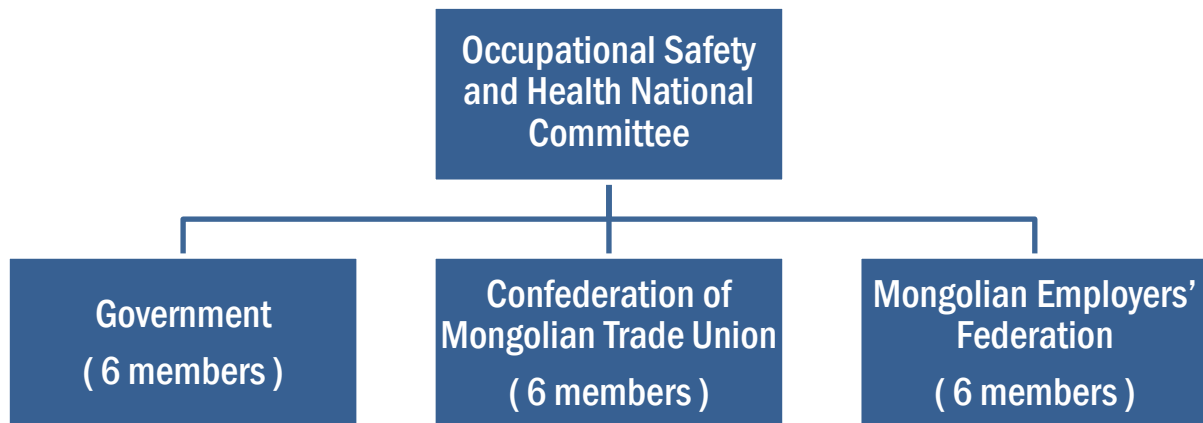 Occupational Safety
and Health National
Committee
Government
( 6 members )
Confederation of
Mongolian Trade Union
( 6 members )
Mongolian Employers’
Federation
( 6 members )